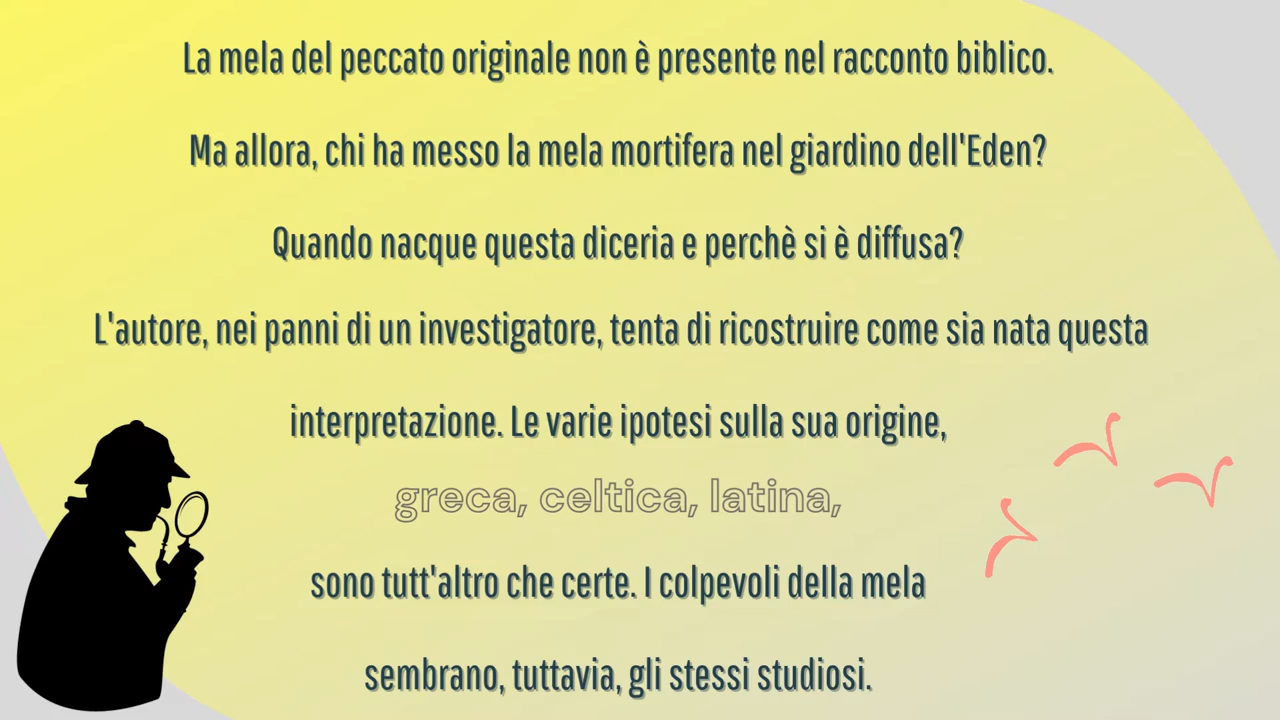 La mela del peccato originale non è presente nel racconto biblico.
Ma allora, chi ha messo la mela mortifera nel giardino dell'Eden?
Quando nacque questa diceria e perchè si è diffusa?
L'autore, nei panni di un investigatore, tenta di ricostruire come sia nata questa
interpretazione. Le varie ipotesi sulla sua origine,
greca, celtica, latina,
sono tutt'altro che certe. I colpevoli della mela
sembrano, tuttavia, gli stessi studiosi.